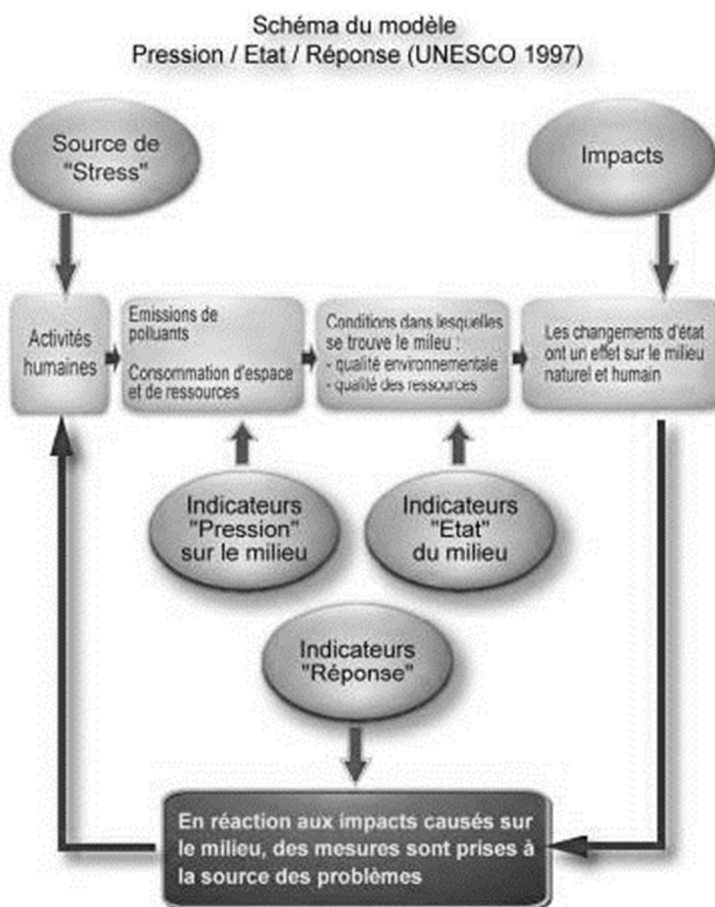 Schéma du modèle
Pression / Etat / Réponse (UNESCO 1997)
Source de
"Stress"
Impacts
Activités
humaines
Emissions de
polluants
Consommation d'espace
et de ressources
Conditions dans lesquelles
se trouve le mileu :
- qualité environnementale
- qualité des ressources
Les changements d'état
ont un effet sur le milieu
naturel et humain
Indicateurs
"Pression"
sur le milieu
Indicateurs
"Etat"
du milieu
Indicateurs
"Réponse"
En réaction aux impacts causés sur
le milieu, des mesures sont prises à
la source des problèmes